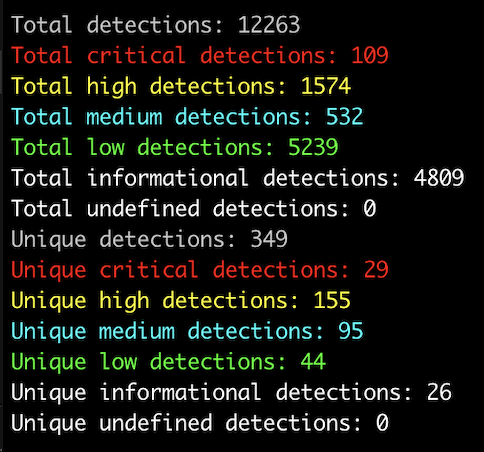 Total detections: 12263
Total critical detections: 109
Total high detections: 1574
Total medium detections: 532
Total low detections: 5239
Total informational detections: 4809
Total undefined detections: 0
Unique detections: 349
Unique critical detections: 29
Unique high detections: 155
Unique medium detections: 95
Unique low detections: 44
Unique informational detections: 26
Unique undefined detections: 0